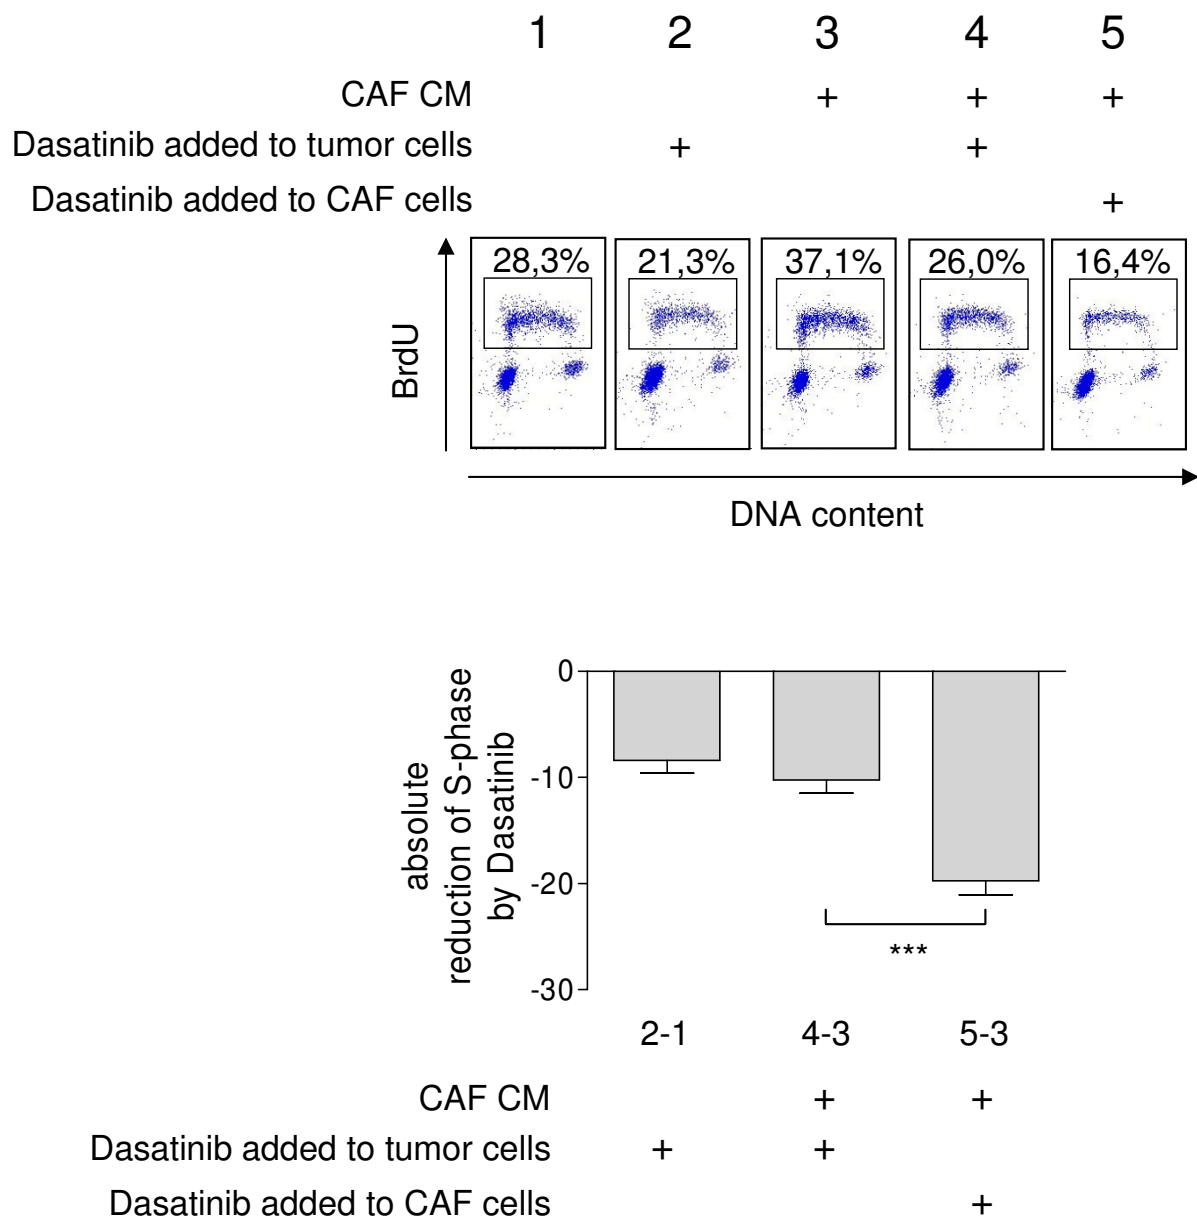 1 2 3 4 5
CAF CM + + +
Dasatinib added to tumor cells + +
Dasatinib added to CAF cells +
28,3% 21,3% 37,1% 26,0% 16,4%
BrdU
DNA content
absolute
reduction of S-phase
by Dasatinib
0
-10
-20
-30
***
2-1 4-3 5-3
CAF CM + +
Dasatinib added to tumor cells + +
Dasatinib added to CAF cells +